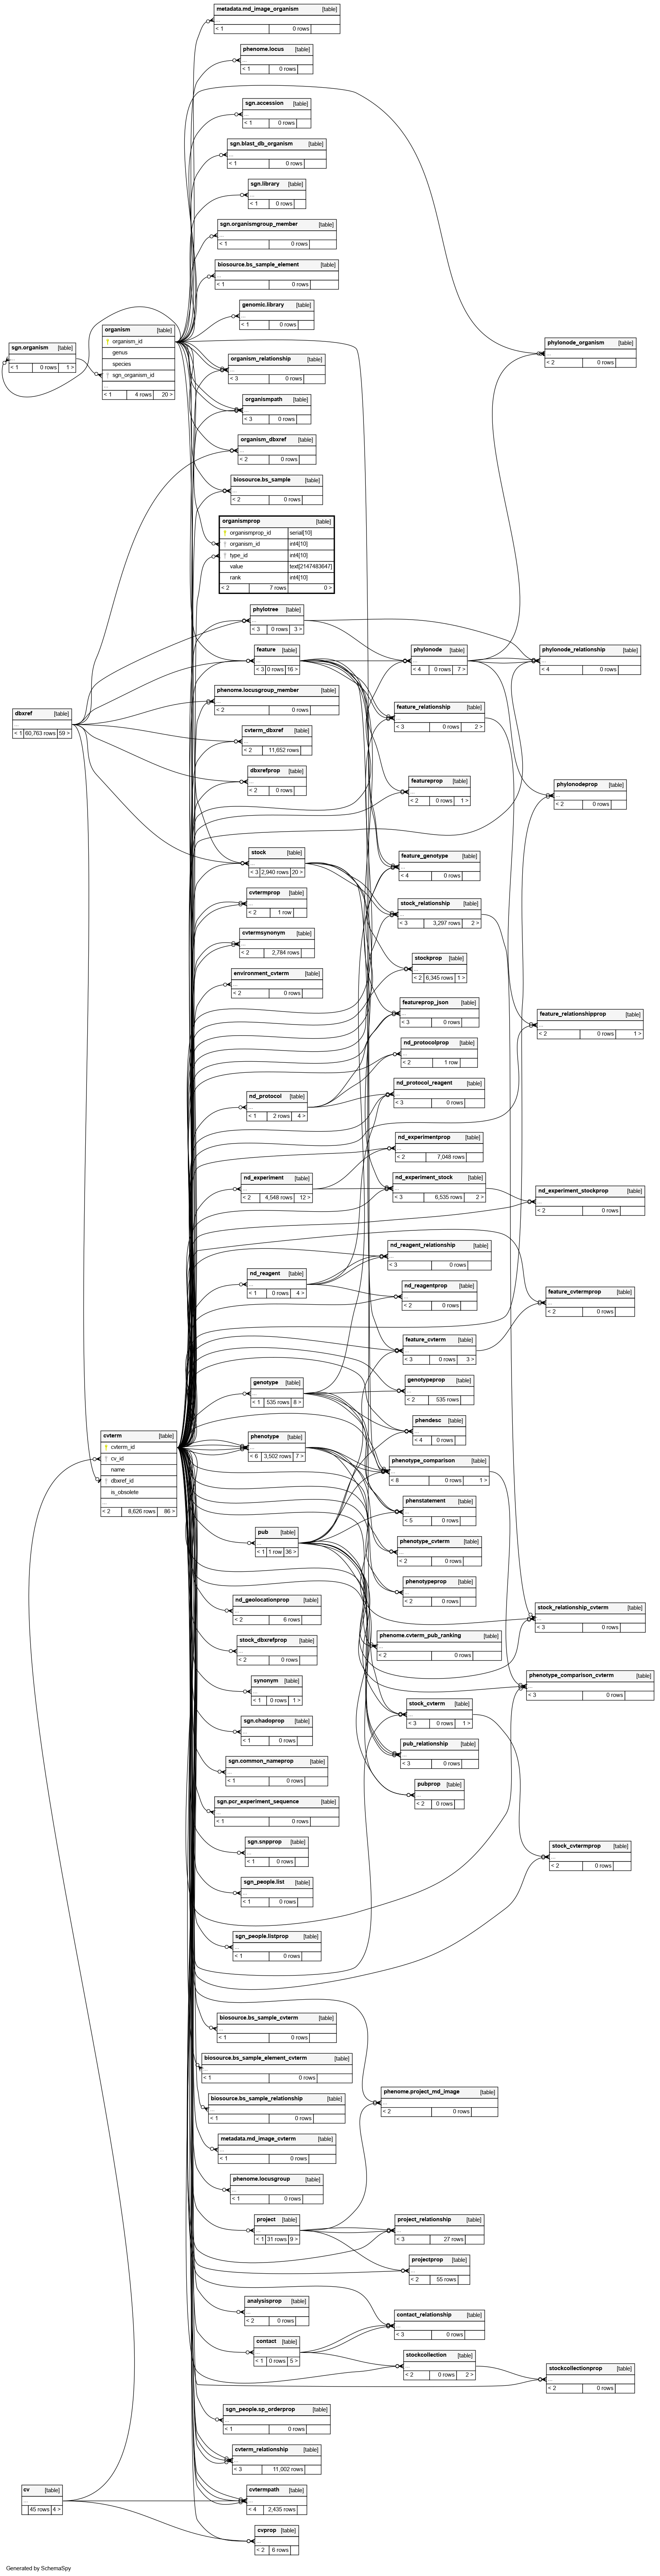 metadata.md_image_organism [table]
...
< 1 0 rows
phenome.locus [table]
...
< 1 0 rows
sgn.accession [table]
...
< 1 0 rows
sgn.blast_db_organism [table]
...
< 1 0 rows
sgn.library [table]
...
< 1 0 rows
sgn.organismgroup_member [table]
...
< 1 0 rows
biosource.bs_sample_element [table]
...
< 1 0 rows
genomic.library [table]
...
< 1 0 rows
organism [table]
organism_id
genus
species
sgn_organism_id
...
< 1 4 rows 20 >
sgn.organism [table]
...
< 1 0 rows 1 >
phylonode_organism [table]
...
< 2 0 rows
organism_relationship [table]
...
< 3 0 rows
organismpath [table]
...
< 3 0 rows
organism_dbxref [table]
...
< 2 0 rows
biosource.bs_sample [table]
...
< 2 0 rows
organismprop [table]
organismprop_id serial[10]
organism_id int4[10]
type_id int4[10]
value text[2147483647]
rank int4[10]
< 2 7 rows 0 >
phylotree [table]
...
< 3 0 rows 3 >
feature [table]
...
< 3 0 rows 16 >
phylonode [table]
...
< 4 0 rows 7 >
phylonode_relationship [table]
...
< 4 0 rows
phenome.locusgroup_member [table]
...
< 2 0 rows
feature_relationship [table]
...
< 3 0 rows 2 >
dbxref [table]
...
< 1 60,763 rows 59 >
cvterm_dbxref [table]
...
< 2 11,652 rows
dbxrefprop [table]
...
< 2 0 rows
featureprop [table]
...
< 2 0 rows 1 >
phylonodeprop [table]
...
< 2 0 rows
stock [table]
...
< 3 2,940 rows 20 >
feature_genotype [table]
...
< 4 0 rows
cvtermprop [table]
...
< 2 1 row
stock_relationship [table]
...
< 3 3,297 rows 2 >
cvtermsynonym [table]
...
< 2 2,784 rows
stockprop [table]
...
< 2 6,345 rows 1 >
environment_cvterm [table]
...
< 2 0 rows
featureprop_json [table]
...
< 3 0 rows
feature_relationshipprop [table]
...
< 2 0 rows 1 >
nd_protocolprop [table]
...
< 2 1 row
nd_protocol [table]
...
< 1 2 rows 4 >
nd_protocol_reagent [table]
...
< 3 0 rows
nd_experimentprop [table]
...
< 2 7,048 rows
nd_experiment [table]
...
< 2 4,548 rows 12 >
nd_experiment_stock [table]
...
< 3 6,535 rows 2 >
nd_experiment_stockprop [table]
...
< 2 0 rows
nd_reagent_relationship [table]
...
< 3 0 rows
nd_reagent [table]
...
< 1 0 rows 4 >
nd_reagentprop [table]
...
< 2 0 rows
feature_cvtermprop [table]
...
< 2 0 rows
feature_cvterm [table]
...
< 3 0 rows 3 >
genotype [table]
...
< 1 535 rows 8 >
genotypeprop [table]
...
< 2 535 rows
phendesc [table]
...
< 4 0 rows
cvterm [table]
cvterm_id
cv_id
name
dbxref_id
is_obsolete
...
< 2 8,626 rows 86 >
phenotype [table]
...
< 6 3,502 rows 7 >
phenotype_comparison [table]
...
< 8 0 rows 1 >
phenstatement [table]
...
< 5 0 rows
pub [table]
...
< 1 1 row 36 >
phenotype_cvterm [table]
...
< 2 0 rows
phenotypeprop [table]
...
< 2 0 rows
nd_geolocationprop [table]
...
< 2 6 rows
stock_relationship_cvterm [table]
...
< 3 0 rows
stock_dbxrefprop [table]
...
< 2 0 rows
phenome.cvterm_pub_ranking [table]
...
< 2 0 rows
synonym [table]
...
< 1 0 rows 1 >
phenotype_comparison_cvterm [table]
...
< 3 0 rows
sgn.chadoprop [table]
...
< 1 0 rows
stock_cvterm [table]
...
< 3 0 rows 1 >
pub_relationship [table]
...
< 3 0 rows
sgn.common_nameprop [table]
...
< 1 0 rows
pubprop [table]
...
< 2 0 rows
sgn.pcr_experiment_sequence [table]
...
< 1 0 rows
sgn.snpprop [table]
...
< 1 0 rows
stock_cvtermprop [table]
...
< 2 0 rows
sgn_people.list [table]
...
< 1 0 rows
sgn_people.listprop [table]
...
< 1 0 rows
biosource.bs_sample_cvterm [table]
...
< 1 0 rows
biosource.bs_sample_element_cvterm [table]
...
< 1 0 rows
biosource.bs_sample_relationship [table]
...
< 1 0 rows
phenome.project_md_image [table]
...
< 2 0 rows
metadata.md_image_cvterm [table]
...
< 1 0 rows
phenome.locusgroup [table]
...
< 1 0 rows
project [table]
...
< 1 31 rows 9 >
project_relationship [table]
...
< 3 27 rows
projectprop [table]
...
< 2 55 rows
analysisprop [table]
...
< 2 0 rows
contact_relationship [table]
...
< 3 0 rows
contact [table]
...
< 1 0 rows 5 >
stockcollection [table]
...
< 2 0 rows 2 >
stockcollectionprop [table]
...
< 2 0 rows
sgn_people.sp_orderprop [table]
...
< 1 0 rows
cvterm_relationship [table]
...
< 3 11,002 rows
cv [table]
...
45 rows 4 >
cvtermpath [table]
...
< 4 2,435 rows
cvprop [table]
...
< 2 6 rows
Generated by SchemaSpy